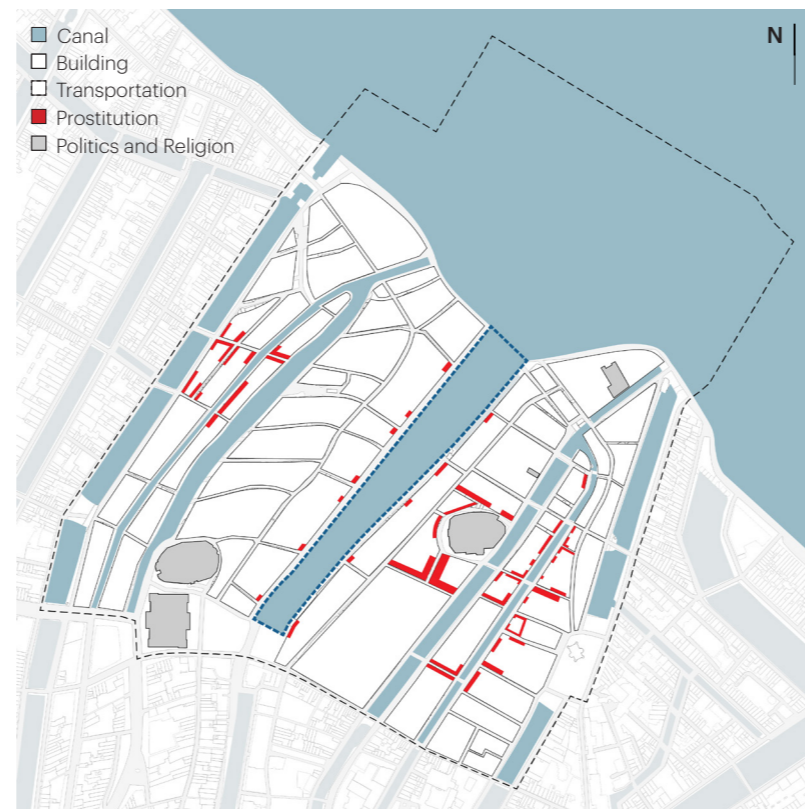 Canal
Building
Transportation
Prostitution
Politics and Religion
N